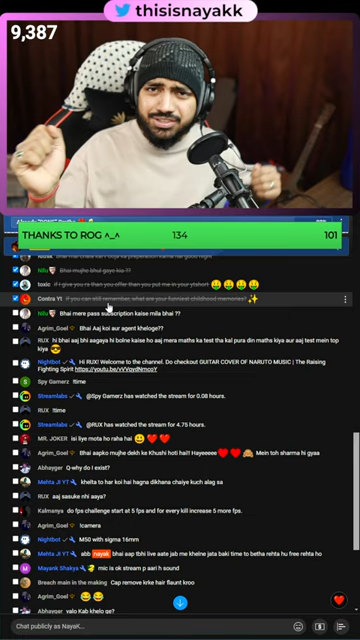 thisisnayakk
9,387
THANKS TO ROG ^_^ 134 101
Nilu Bhai mujhe bhul gaye kia ??
toxic if i give you rs then you offer then you put me in your ytshort
Contra Yt If you can still remember, what are your funniest childhood memories?
Nilu Bhai mere pass subscription kaise mila bhai ??
Agrim_Goel Bhai Aaj koi aur agent kheloge??
RUX hi bhai aaj bhi aagaya hi bolne kaise ho aaj mera maths ka test tha kal pura din maths kiya aur aaj test mein top
kiya
Nightbot Hi RUX! Welcome to the channel. Do checkout GUITAR COVER OF NARUTO MUSIC | The Raising
Fighting Spirit
Spy Gamerz !time
Streamlabs @Spy Gamerz has watched the stream for 0.08 hours.
RUX !time
Streamlabs @RUX has watched the stream for 4.75 hours.
MR. JOKER isi liye mota ho raha hai
Agrim_Goel Bhai aapko mujhe dekh ke Khushi hoti hai!! Hayeeeee Mein toh sharma hi gyaa
Abhayger Q-why do I exist?
Mehta JI YT khelta to har koi hai hagna dikhana chaiye kuch alag sa
RUX aaj sasuke nhi aaya?
Kalmanya do fps challenge start at 5 fps and for every kill increase 5 more fps.
Agrim_Goel !camera
Nightbot M50 with sigma 16mm
Mehta JI YT abb nayak bhai aap tbhi live aate jab me khelne jata baki time to betha rehta hu free rehta ho
Mayank Shakya mic is ok stream p aari h sound
Breach main in the making Cap remove krke hair flaunt kroo
Agrim_Goel
Abhayger valo Kab khelo ge?
Chat publicly as NayaK...